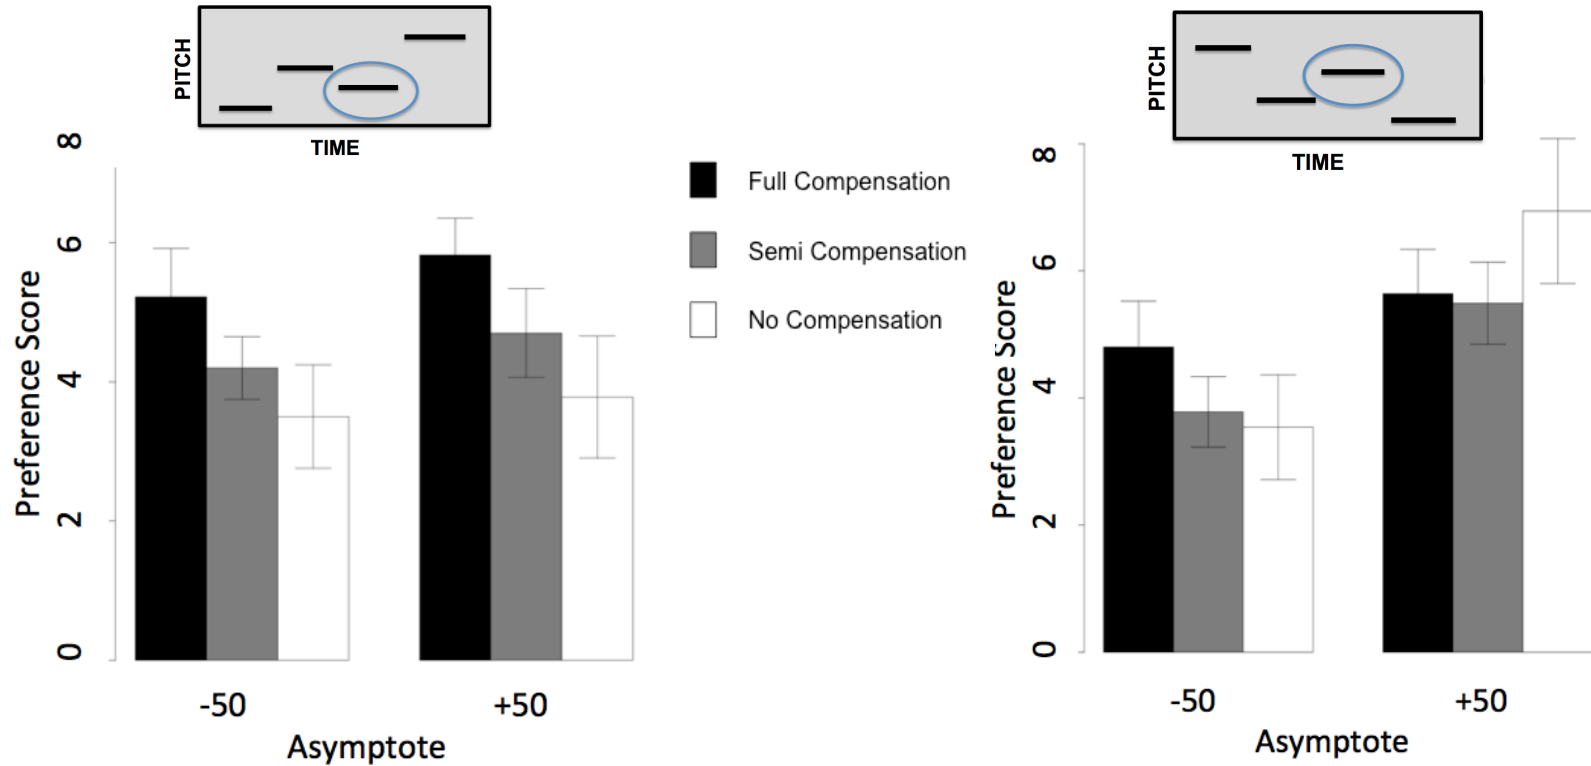 PITCH
TIME
8
6
4
2
0
Preference Score
-50
+50
Asymptote
Full Compensation
Semi Compensation
No Compensation
PITCH
TIME
8
6
4
2
0
Preference Score
-50
+50
Asymptote